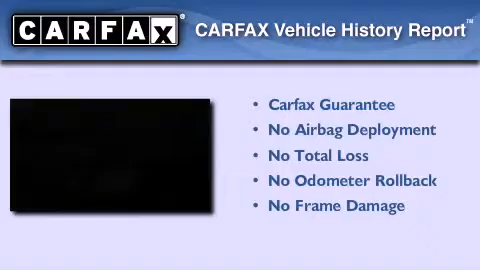 CARFAX® CARFAX Vehicle History Report™
• Carfax Guarantee
• No Airbag Deployment
• No Total Loss
• No Odometer Rollback
• No Frame Damage